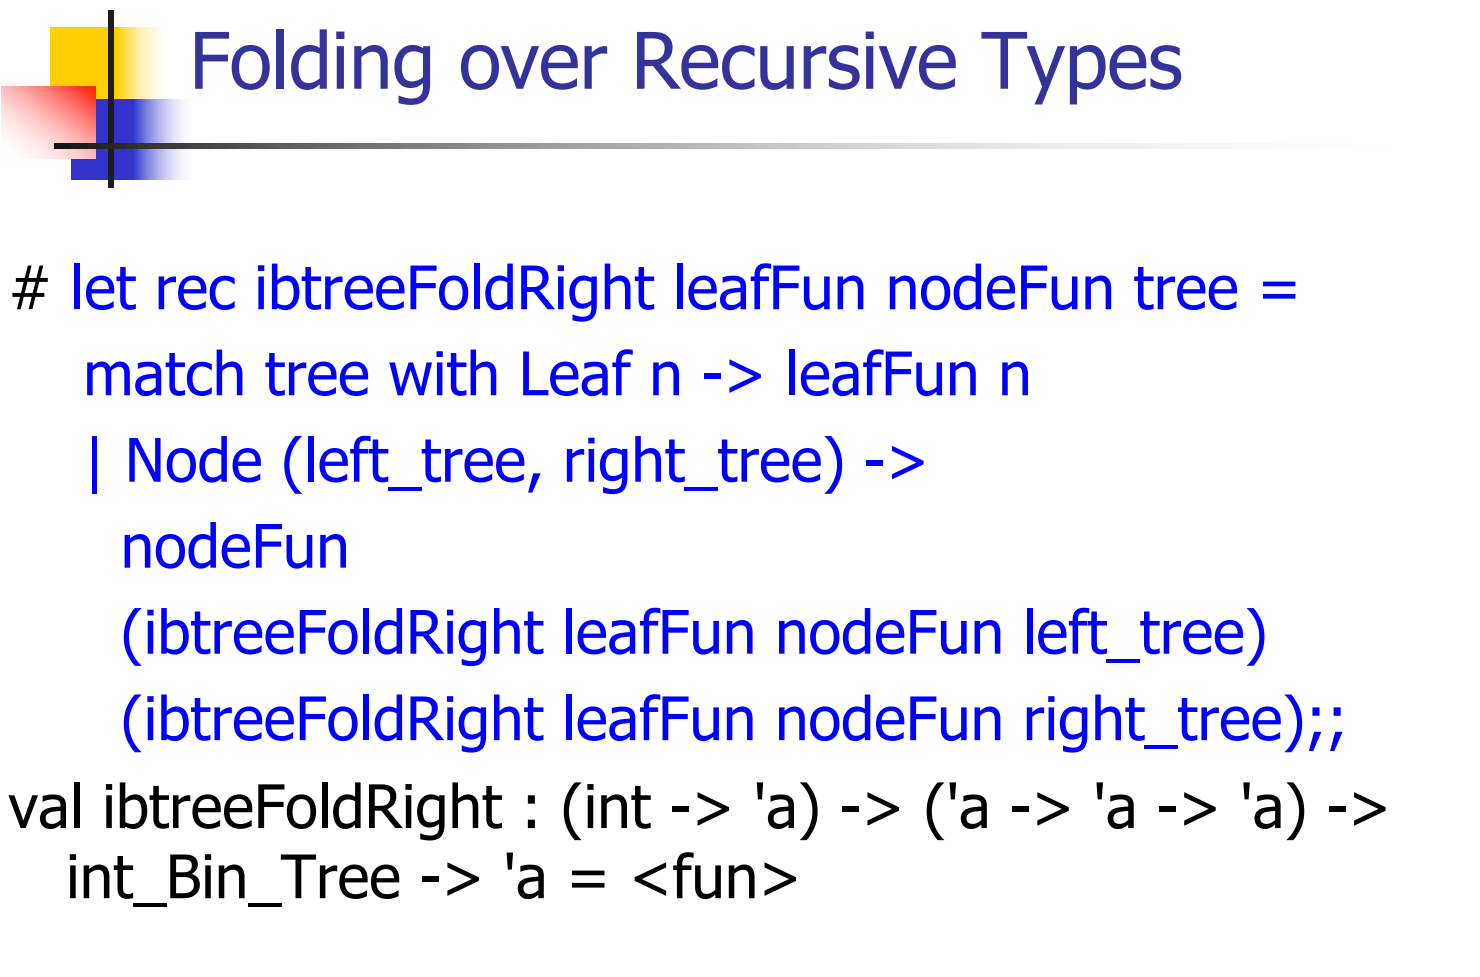 Folding over Recursive Types
# let rec ibtreeFoldRight leafFun nodeFun tree =
match tree with Leaf n -> leafFun n
| Node (left_tree, right_tree) ->
nodeFun
(ibtreeFoldRight leafFun nodeFun left_tree)
(ibtreeFoldRight leafFun nodeFun right_tree);;
val ibtreeFoldRight : (int -> 'a) -> ('a -> 'a -> 'a) ->
int_Bin_Tree -> 'a = <fun>